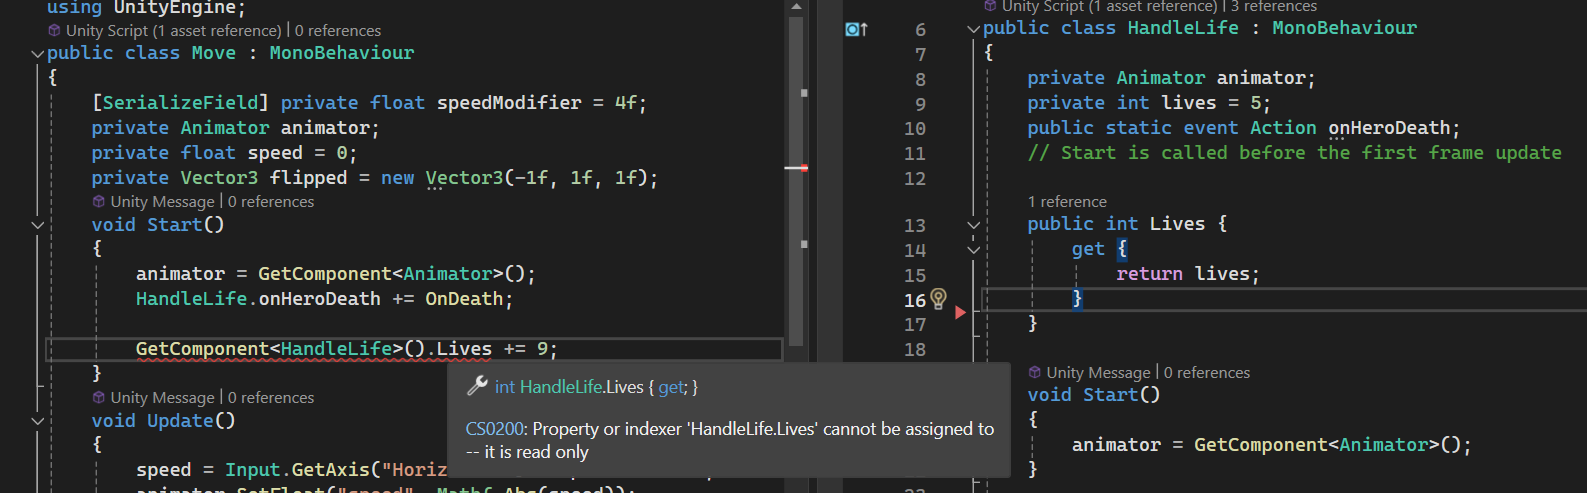 using UnityEngine;
Unity Script (1 asset reference) | 0 references
public class Move : MonoBehaviour
{
[SerializeField] private float speedModifier = 4f;
private Animator animator;
private float speed = 0;
private Vector3 flipped = new Vector3(-1f, 1f, 1f);
Unity Message | 0 references
void Start()
{
animator = GetComponent<Animator>();
HandleLife.onHeroDeath += OnDeath;
GetComponent<HandleLife>().Lives += 9;
}
Unity Message | 0 references
void Update()
{
speed = Input.GetAxis("Horiz
animator.SetFloat("speed", Mathf.Abs(speed));
int HandleLife.Lives { get; }
CS0200: Property or indexer 'HandleLife.Lives' cannot be assigned to
-- it is read only
Unity Script (1 asset reference) | 3 references
6 public class HandleLife : MonoBehaviour
7 {
8 private Animator animator;
9 private int lives = 5;
10 public static event Action onHeroDeath;
11 // Start is called before the first frame update
12
1 reference
13 public int Lives {
14 get {
15 return lives;
16 }
17 }
18
Unity Message | 0 references
void Start()
{
animator = GetComponent<Animator>();
}